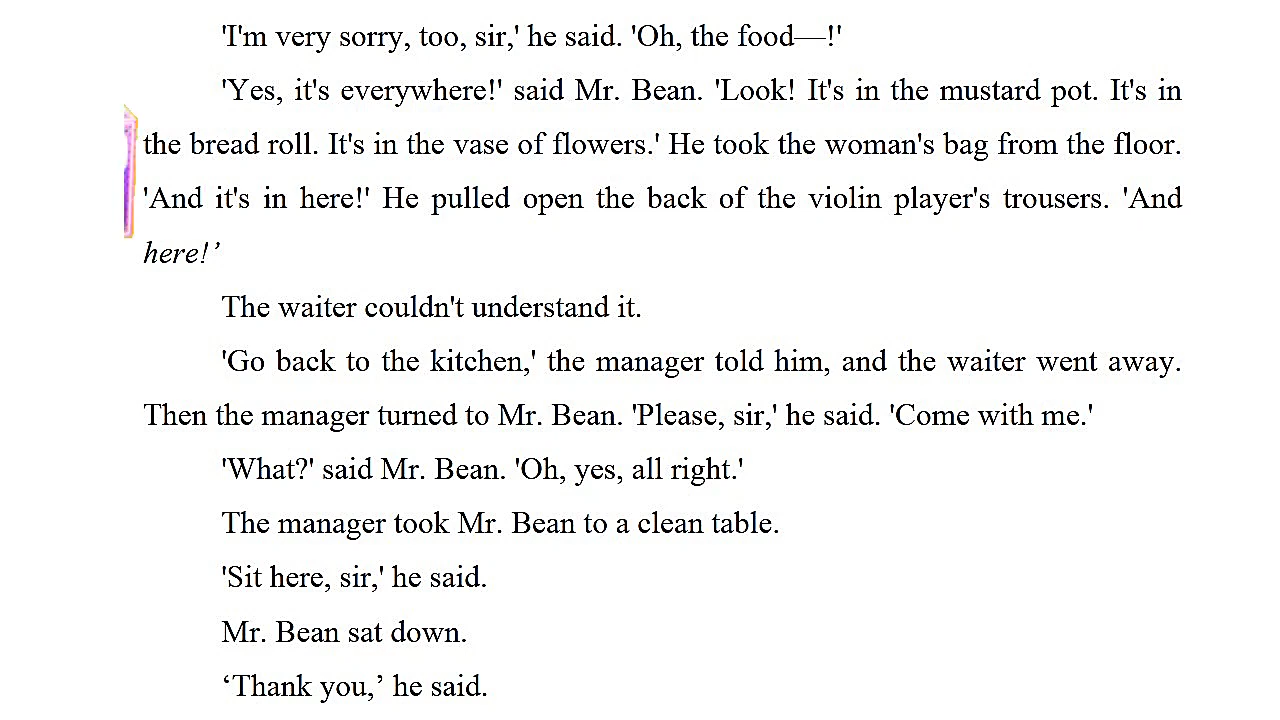 'I'm very sorry, too, sir,' he said. 'Oh, the food—!'
'Yes, it's everywhere!' said Mr. Bean. 'Look! It's in the mustard pot. It's in
the bread roll. It's in the vase of flowers.' He took the woman's bag from the floor.
'And it's in here!' He pulled open the back of the violin player's trousers. 'And
here!’
The waiter couldn't understand it.
'Go back to the kitchen,' the manager told him, and the waiter went away.
Then the manager turned to Mr. Bean. 'Please, sir,' he said. 'Come with me.'
'What?' said Mr. Bean. 'Oh, yes, all right.'
The manager took Mr. Bean to a clean table.
'Sit here, sir,' he said.
Mr. Bean sat down.
‘Thank you,’ he said.